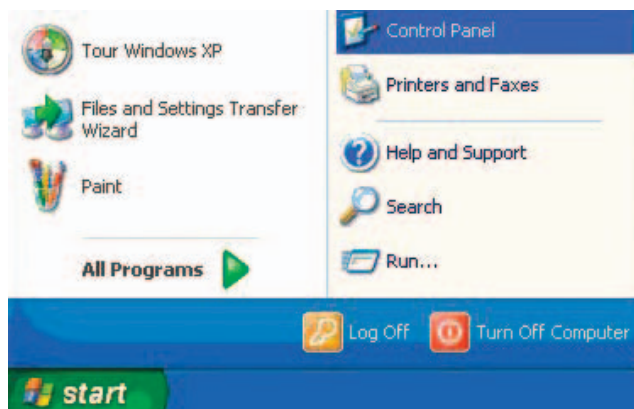 Tour Windows XP
Files and Settings Transfer
Wizard
Paint
All Programs
Control Panel
Printers and Faxes
Help and Support
Search
Run...
Log Off
Turn Off Computer
start